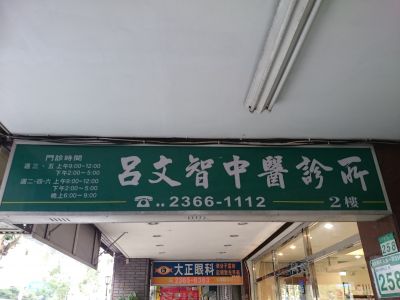 門診時間
週三、五 上午9:00~12:00
下午2:00~5:00
週二、四、六 上午9:00~12:00
下午2:00~5:00
晚上6:00~9:00
呂文智中醫診所
☎..2366-1112
2樓
大正眼科
258
258